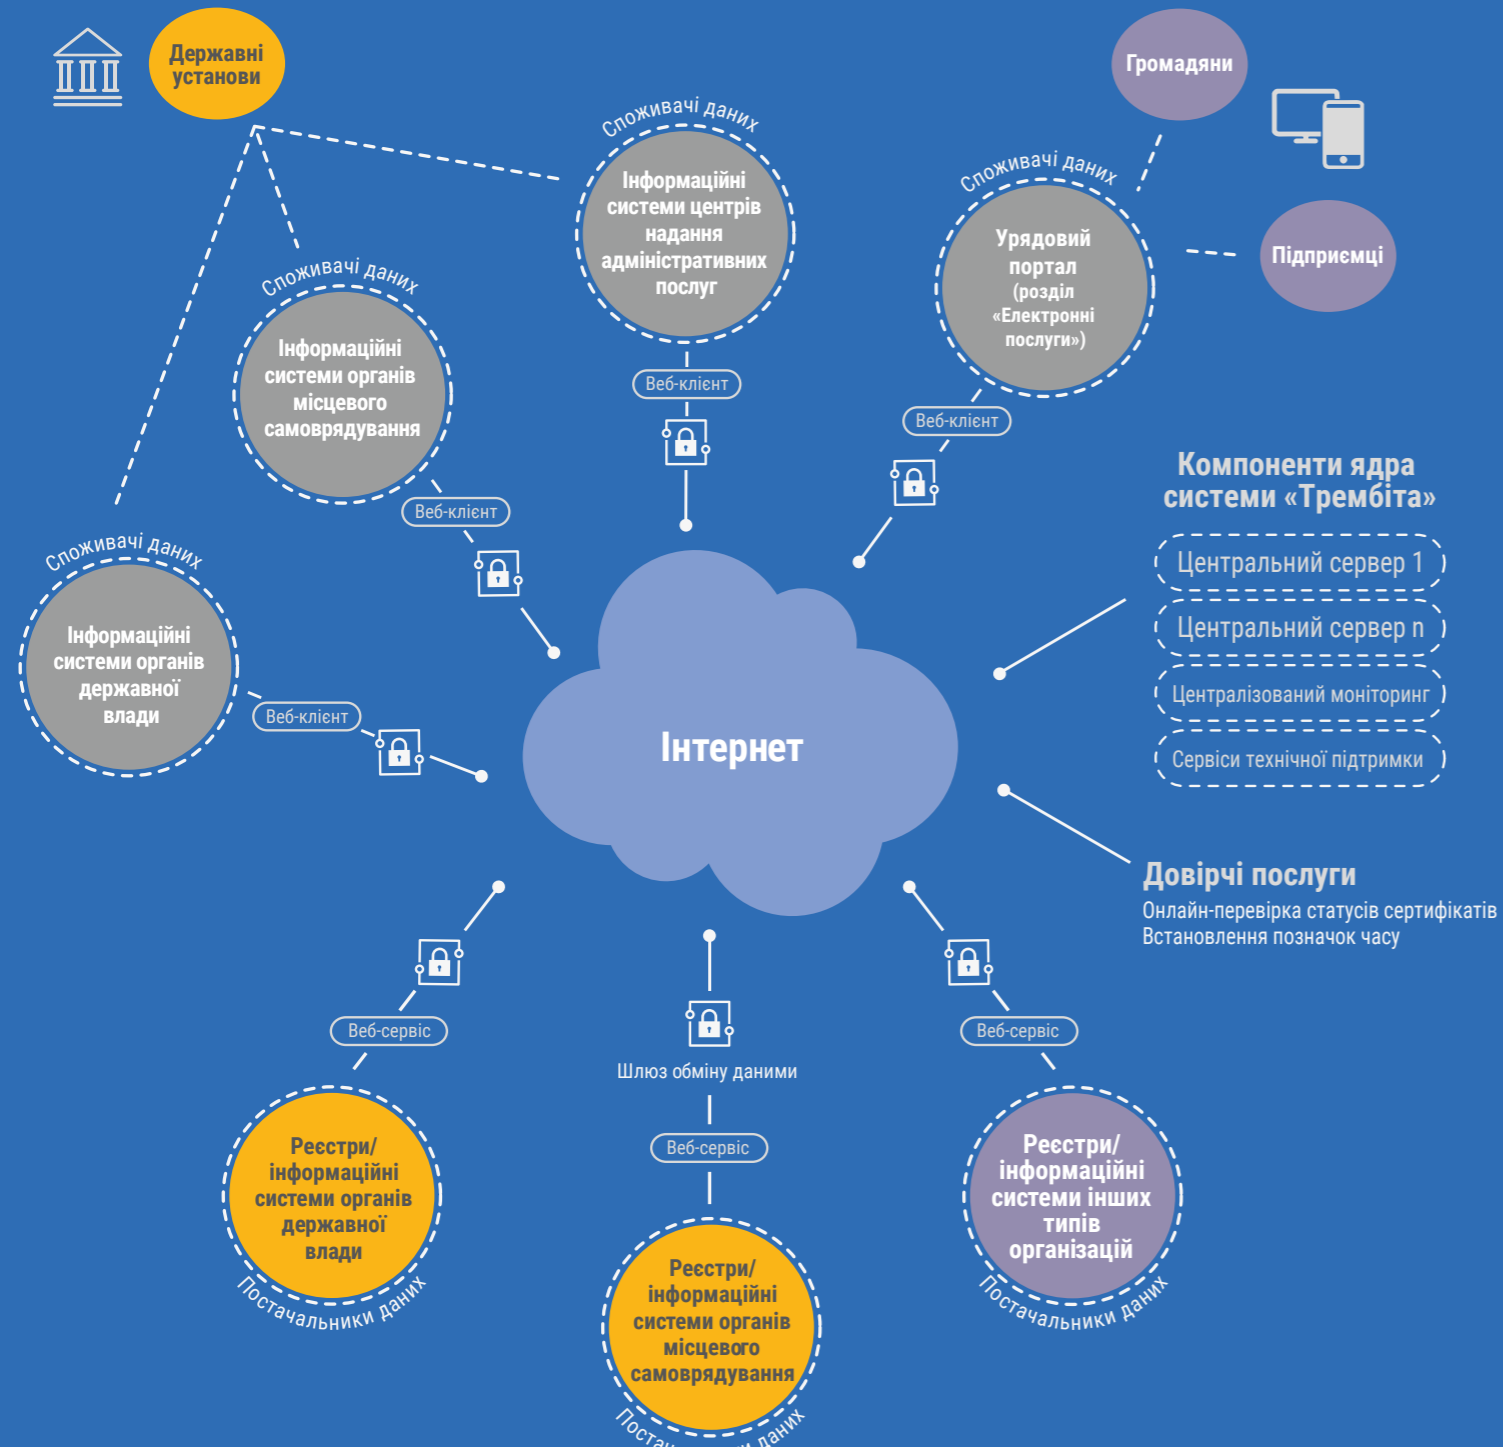 Державні
установи
Громадяни
Підприємці
Споживачі даних
Інформаційні
системи центрів
надання
адміністративних
послуг
Споживачі даних
Урядовий
портал
(розділ
«Електронні
послуги»)
Споживачі даних
Інформаційні
системи органів
місцевого
самоврядування
Споживачі даних
Інформаційні
системи органів
державної
влади
Веб-клієнт
Веб-клієнт
Веб-клієнт
Веб-клієнт
Інтернет
Компоненти ядра
системи «Трембіта»
Центральний сервер 1
Центральний сервер n
Централізований моніторинг
Сервіси технічної підтримки
Довірчі послуги
Онлайн-перевірка статусів сертифікатів
Встановлення позначок часу
Веб-сервіс
Шлюз обміну даними
Веб-сервіс
Веб-сервіс
Реєстри/
інформаційні
системи органів
державної
влади
Постачальники даних
Реєстри/
інформаційні
системи органів
місцевого
самоврядування
Постачальники даних
Реєстри/
інформаційні
системи інших
типів
організацій
Постачальники даних